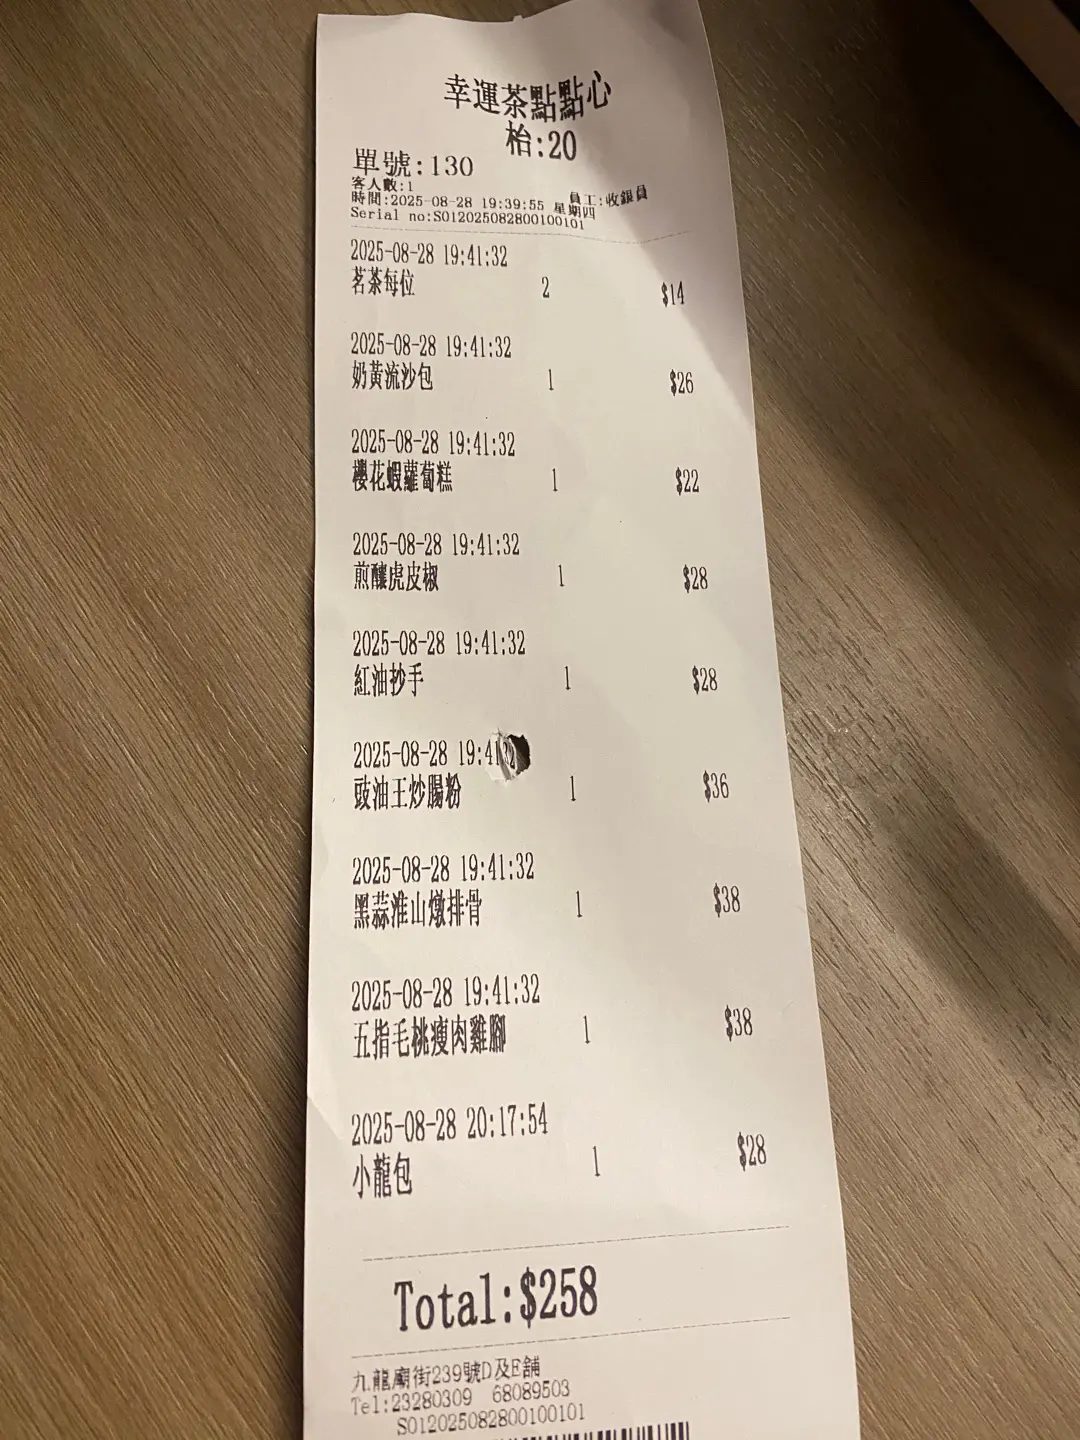 幸運茶點點心
枱:20
單號:130
客人數:1 員工:收銀員
時間:2025-08-28 19:39:55 星期四
Serial no:S012025082800100101
2025-08-28 19:41:32
茗茶每位 2 $14
2025-08-28 19:41:32
奶黃流沙包 1 $26
2025-08-28 19:41:32
櫻花蝦蘿蔔糕 1 $22
2025-08-28 19:41:32
煎釀虎皮椒 1 $28
2025-08-28 19:41:32
紅油抄手 1 $28
2025-08-28 19:41:32
豉油王炒腸粉 1 $36
2025-08-28 19:41:32
黑蒜淮山燉排骨 1 $38
2025-08-28 19:41:32
五指毛桃瘦肉雞腳 1 $38
2025-08-28 20:17:54
小龍包 1 $28
Total:$258
九龍廟街239號D及E舖
Tel:23280309 68089503
S012025082800100101